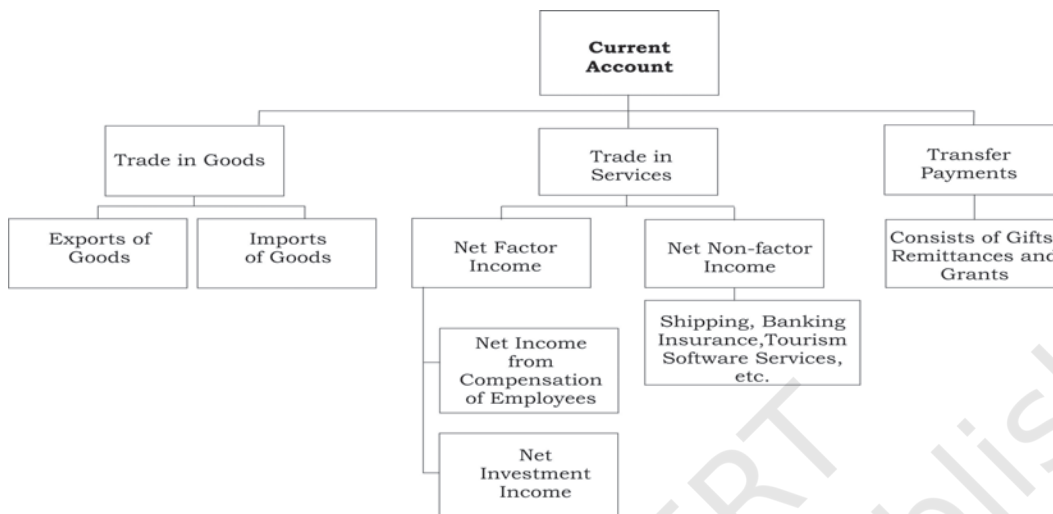 Current
Account
Trade in Goods
Trade in
Services
Transfer
Payments
Exports of
Goods
Imports
of Goods
Net Factor
Income
Net Non-factor
Income
Consists of Gifts,
Remittances and
Grants
Shipping, Banking
Insurance,Tourism
Software Services,
etc.
Net Income
from
Compensation
of Employees
Net
Investment
Income